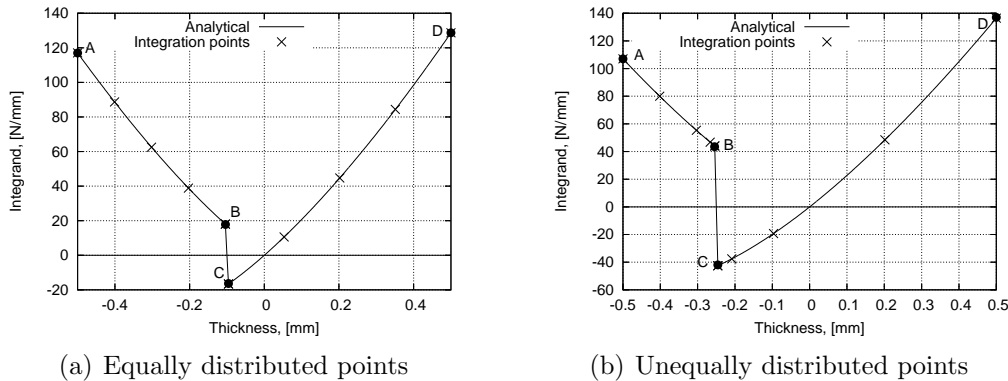 Integrand, [N/mm]
140
120
100
80
60
40
20
0
-20
-0.4
-0.2
0
0.2
0.4
Thickness, [mm]
Analytical
Integration points
A
B
C
D
(a) Equally distributed points
Integrand, [N/mm]
140
120
100
80
60
40
20
0
-20
-40
-60
-0.5
-0.4
-0.3
-0.2
-0.1
0
0.1
0.2
0.3
0.4
0.5
Thickness, [mm]
Analytical
Integration points
A
B
C
D
(b) Unequally distributed points